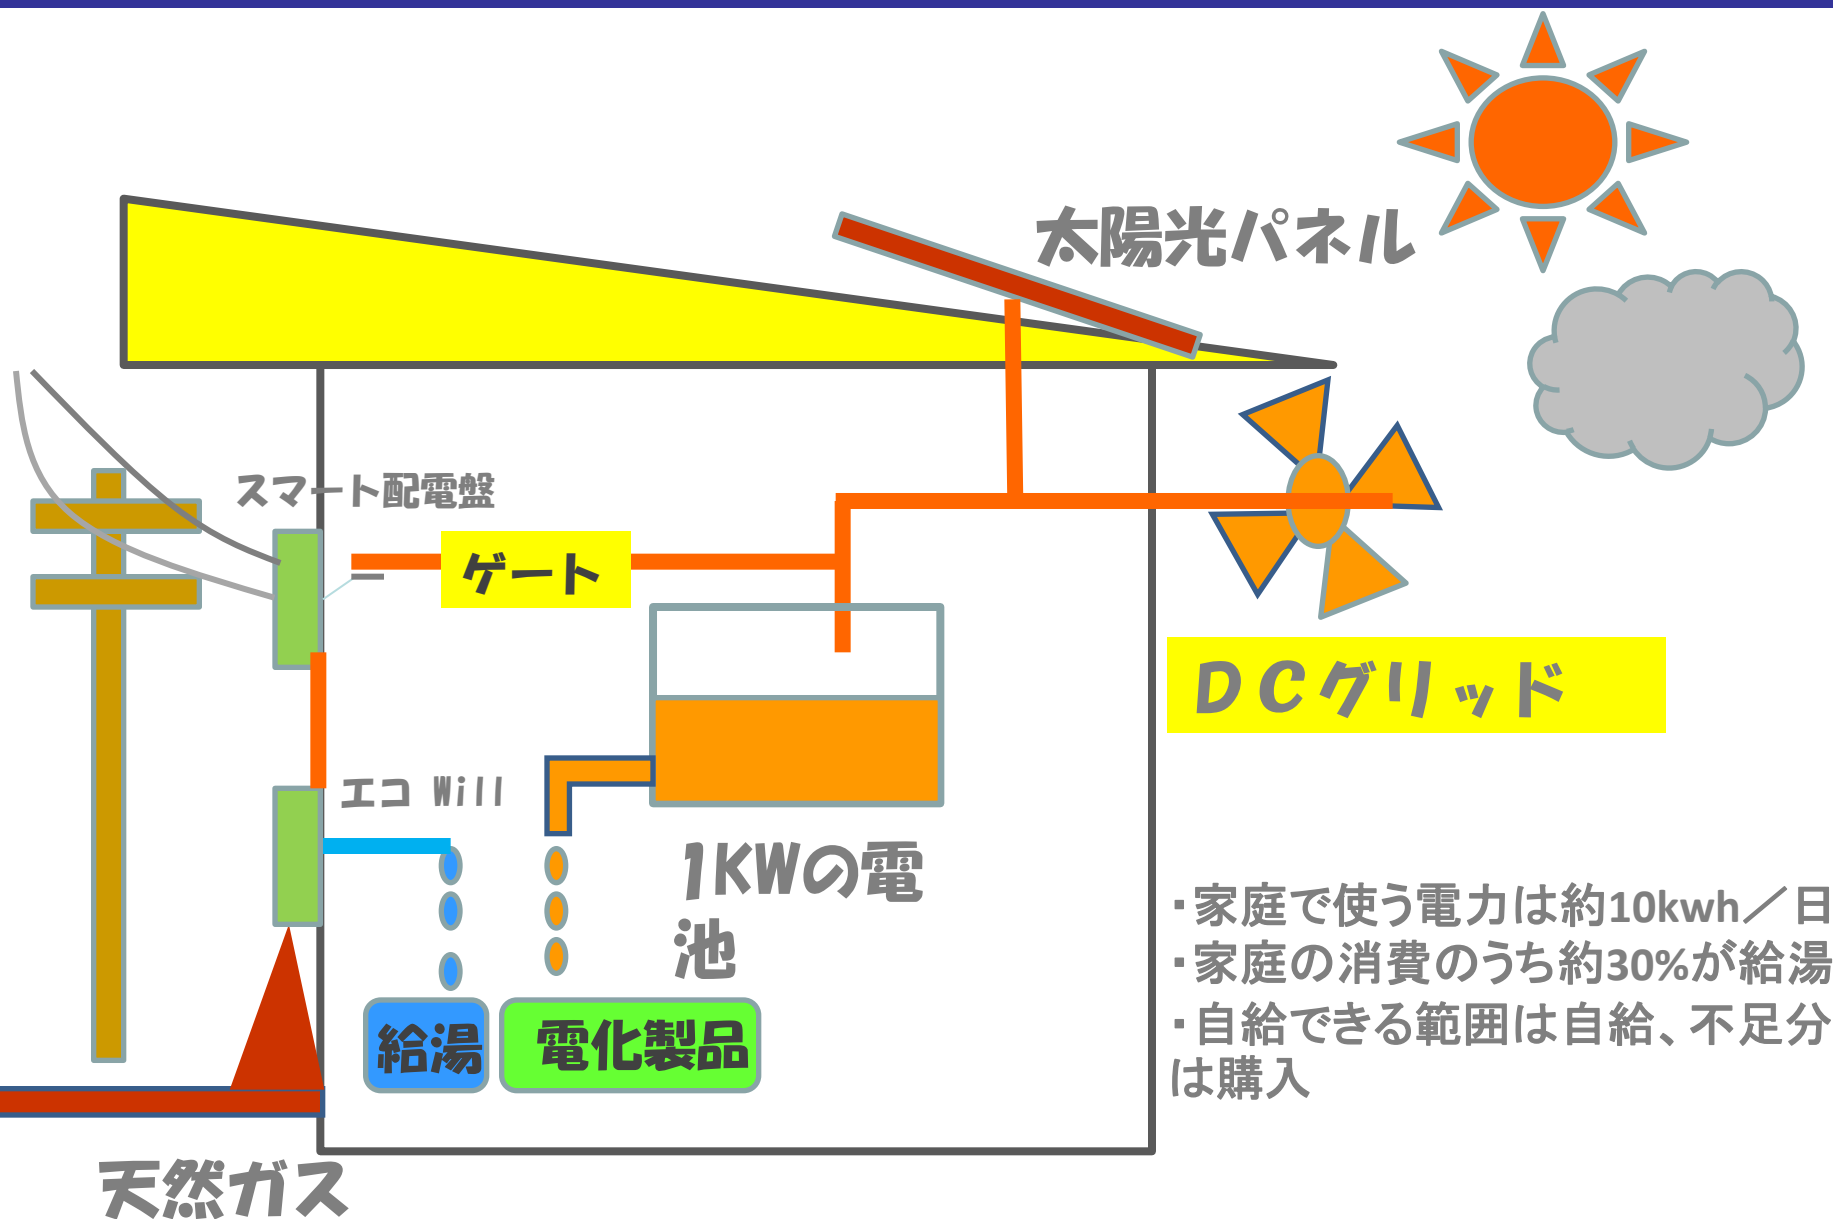 太陽光パネル
スマート配電盤
ゲート
DCグリッド
エコ Will
1KWの電
池
・家庭で使う電力は約10kwh／日
・家庭の消費のうち約30%が給湯
・自給できる範囲は自給、不足分
は購入
給湯
電化製品
天然ガス